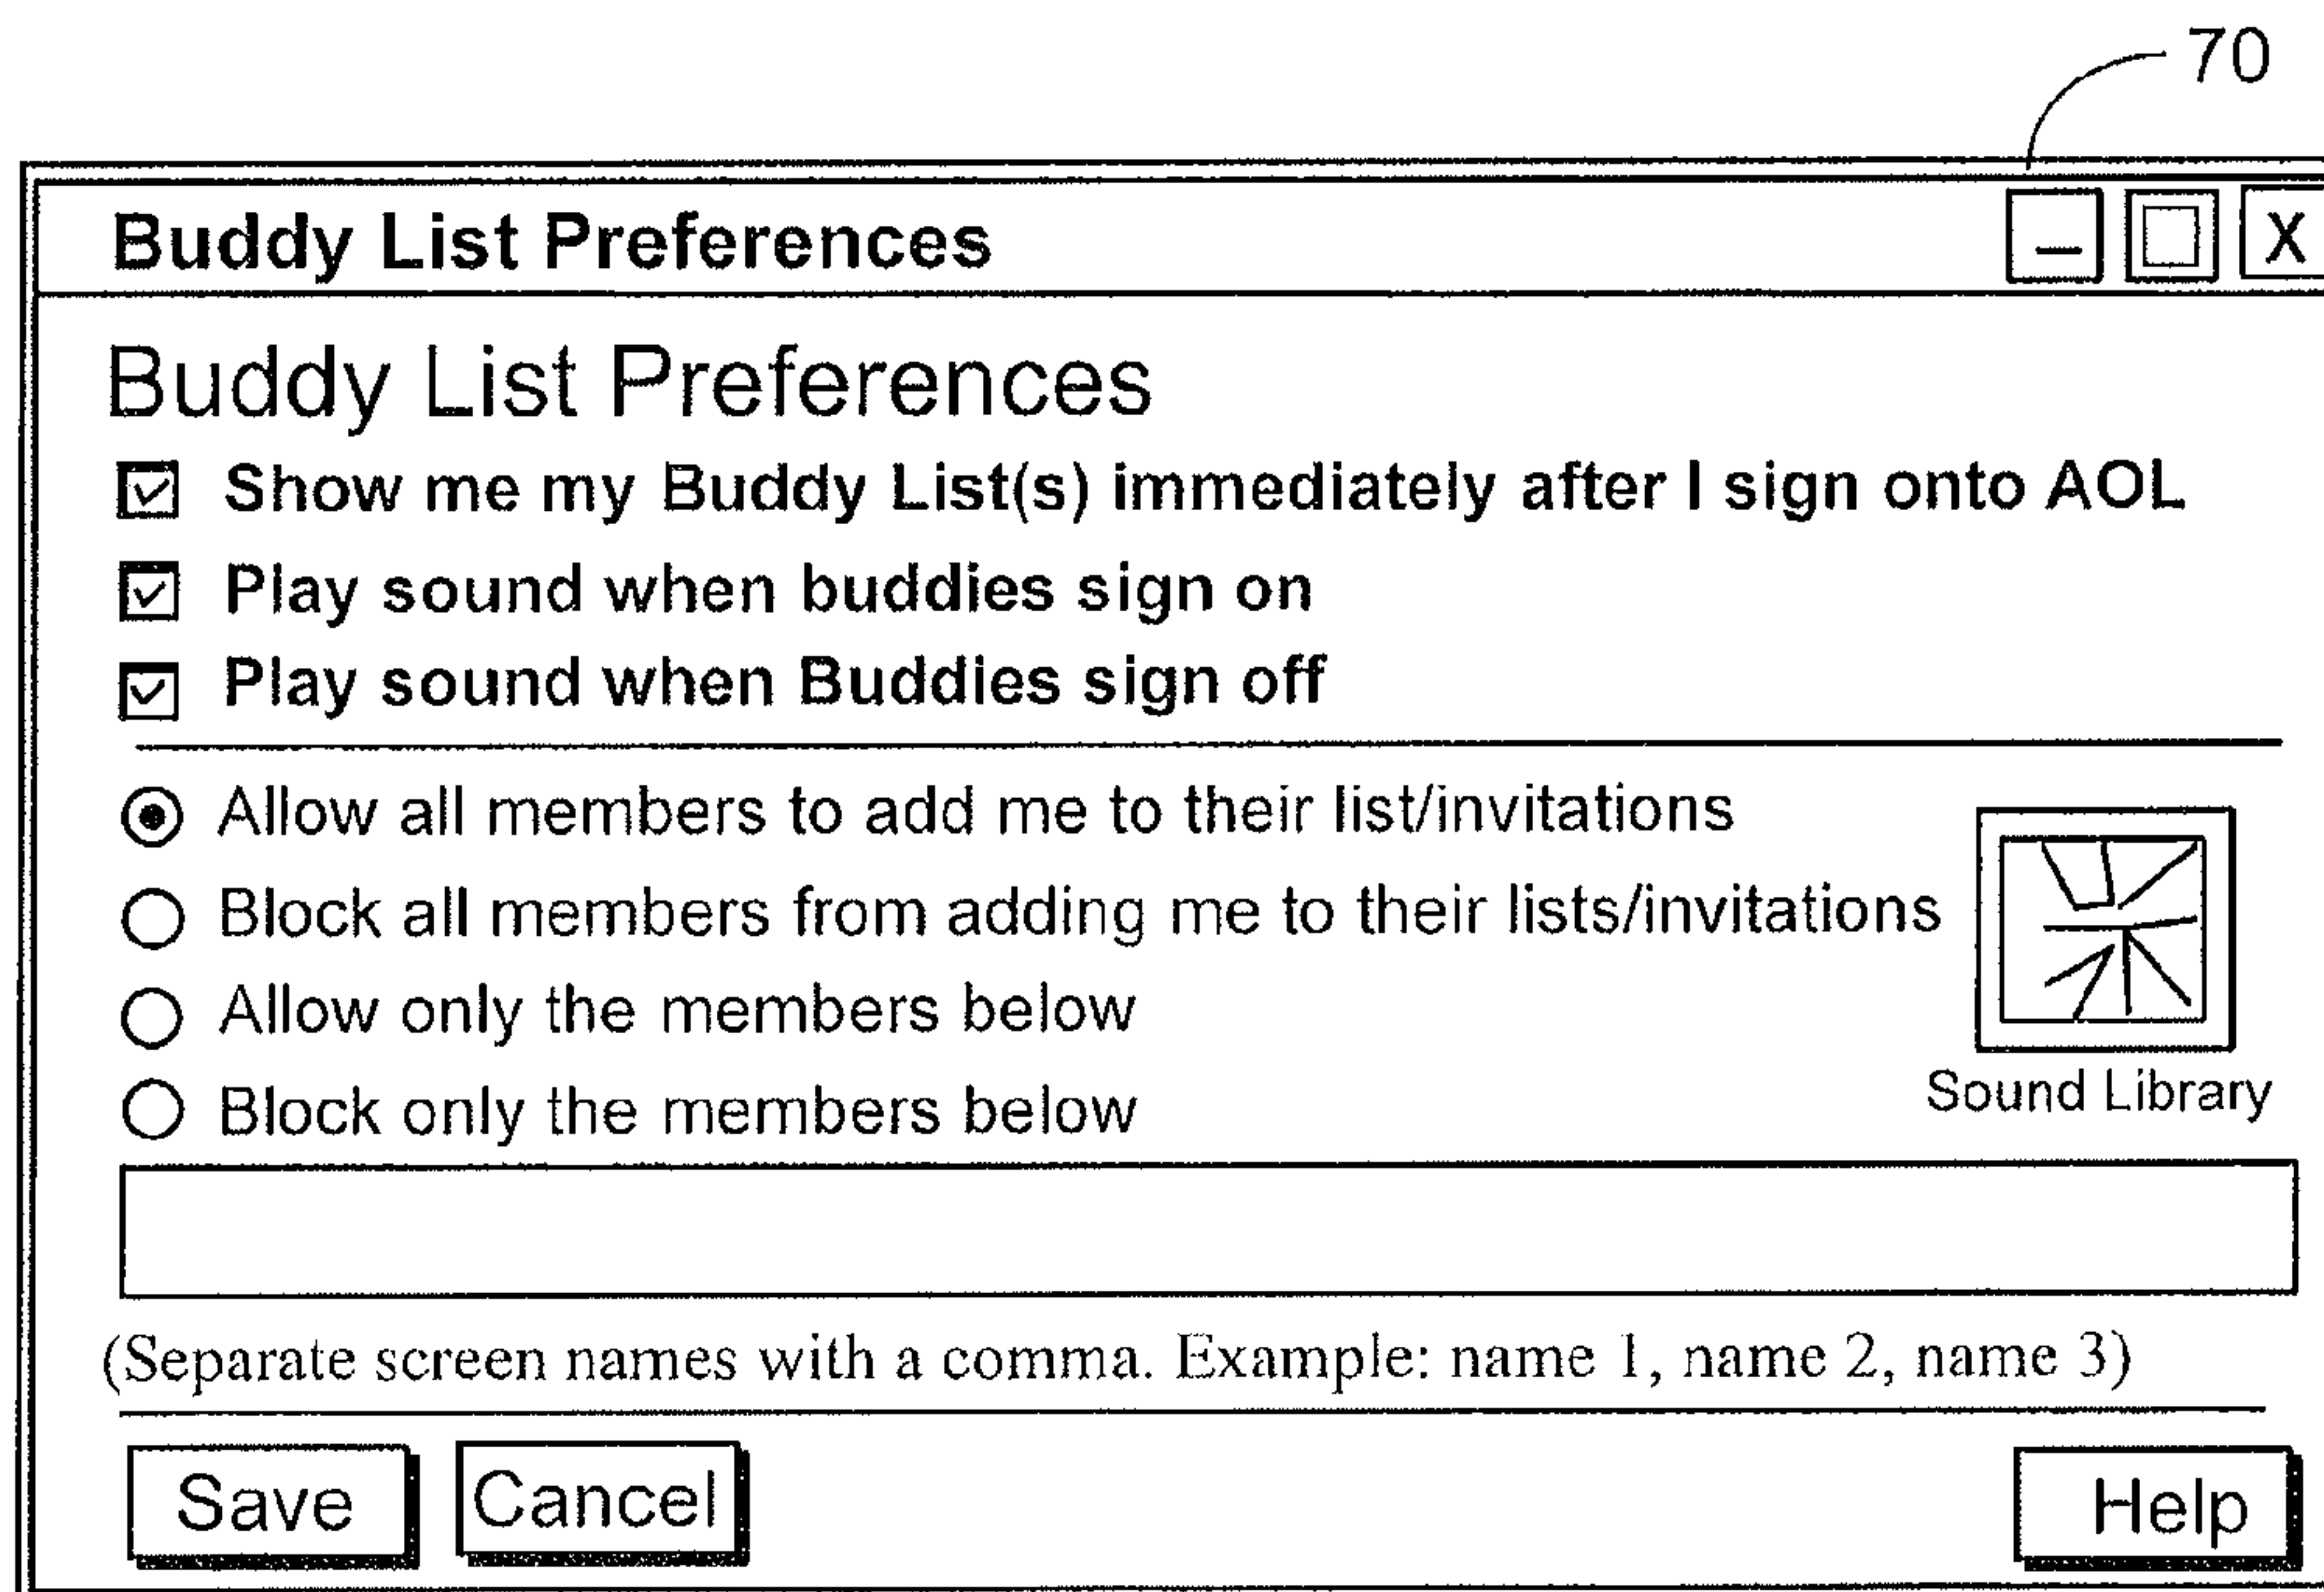 70
Buddy List Preferences
X
Buddy List Preferences
Show me my Buddy List(s) immediately after I sign onto AOL
Play sound when buddies sign on
Play sound when Buddies sign off
Allow all members to add me to their list/invitations
Block all members from adding me to their lists/invitations
Allow only the members below
Block only the members below
Sound Library
(Separate screen names with a comma. Example: name 1, name 2, name 3)
Save Cancel Help